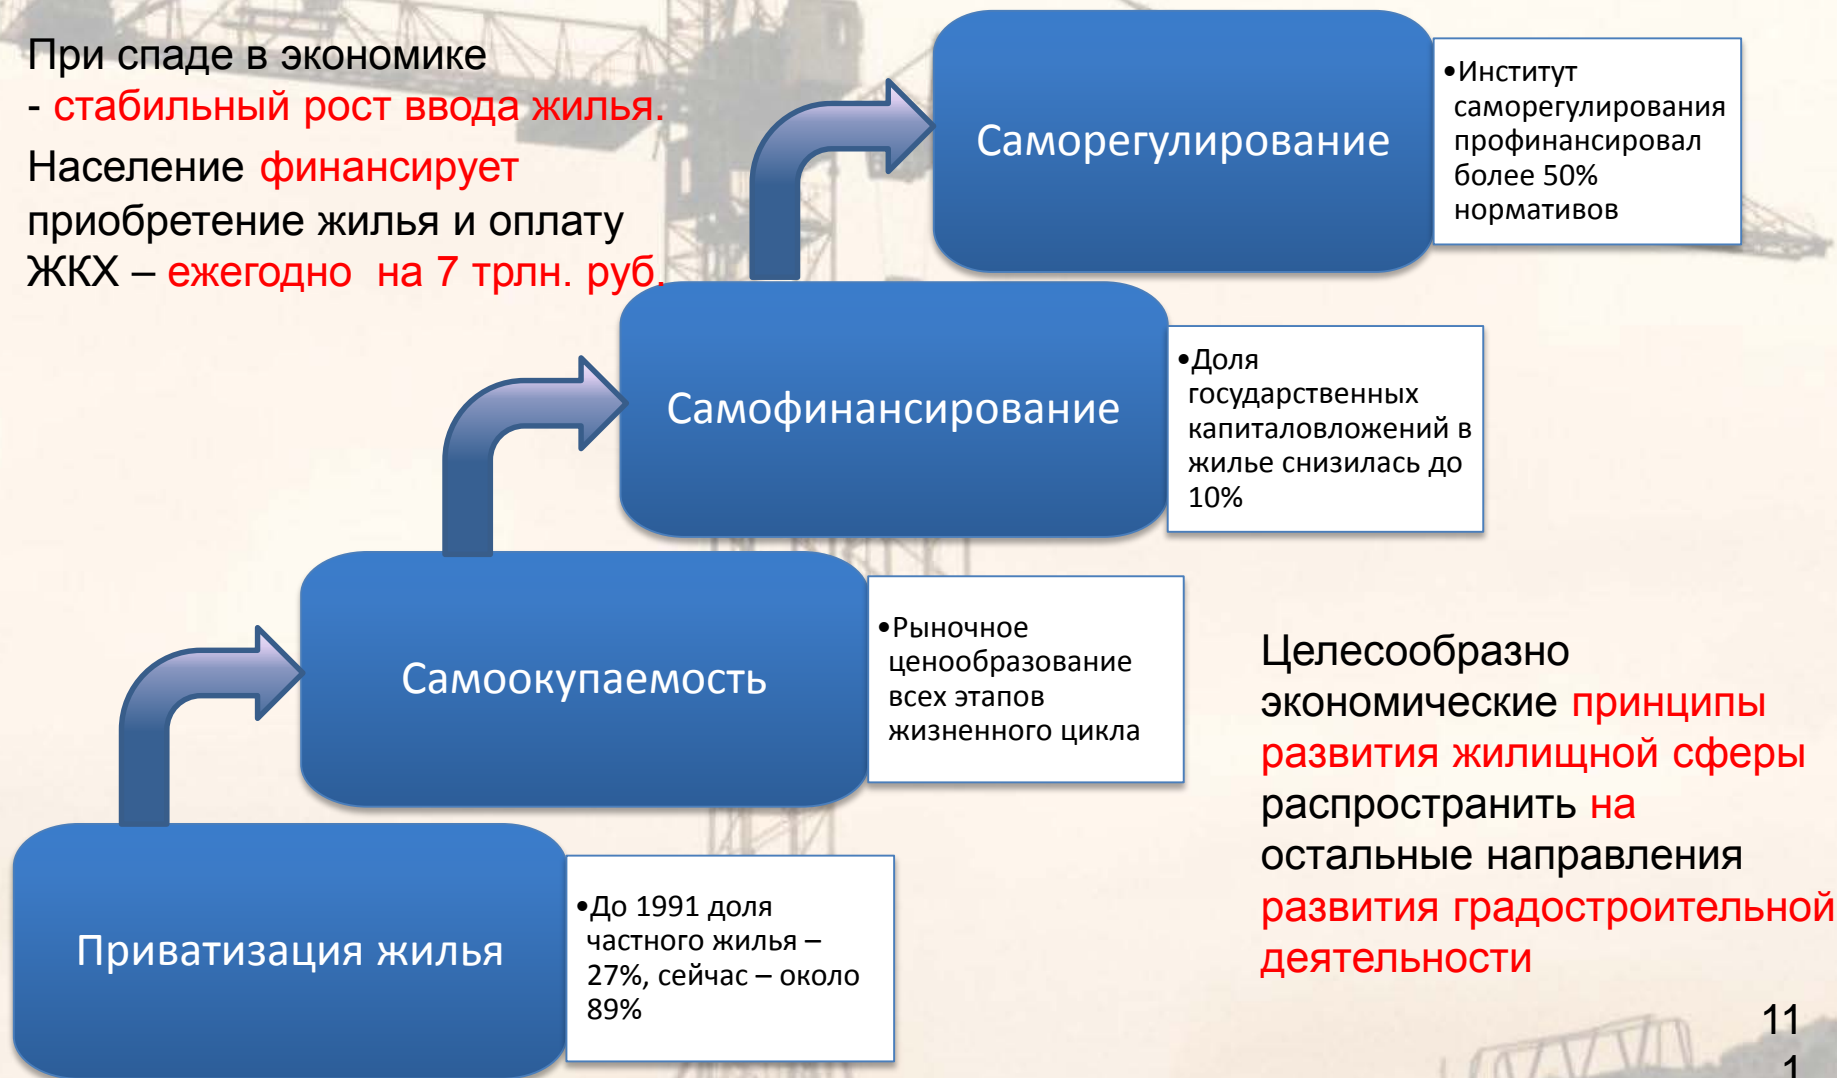 При спаде в экономике
- стабильный рост ввода жилья.
Население финансирует
приобретение жилья и оплату
ЖКХ – ежегодно на 7 трлн. руб.
Саморегулирование
•Институт
саморегулирования
профинансировал
более 50%
нормативов
Самофинансирование
•Доля
государственных
капиталовложений в
жилье снизилась до
10%
Самоокупаемость
•Рыночное
ценообразование
всех этапов
жизненного цикла
Приватизация жилья
•До 1991 доля
частного жилья –
27%, сейчас – около
89%
Целесообразно
экономические принципы
развития жилищной сферы
распространить на
остальные направления
развития градостроительной
деятельности
11
1